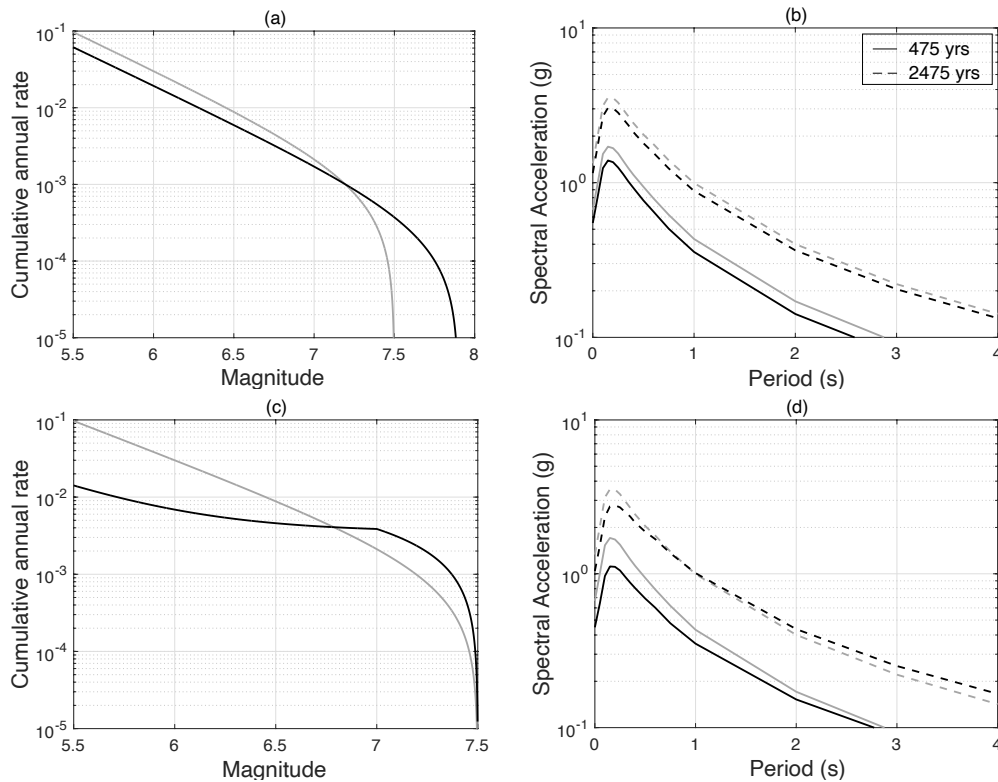 (a)
Cumulative annual rate
10^-1
10^-2
10^-3
10^-4
10^-5
5.5 6 6.5 7 7.5 8
Magnitude
(b)
Spectral Acceleration (g)
10^1
10^0
10^-1
0 1 2 3 4
Period (s)
475 yrs
2475 yrs
(c)
Cumulative annual rate
10^-1
10^-2
10^-3
10^-4
10^-5
5.5 6 6.5 7 7.5
Magnitude
(d)
Spectral Acceleration (g)
10^1
10^0
10^-1
0 1 2 3 4
Period (s)